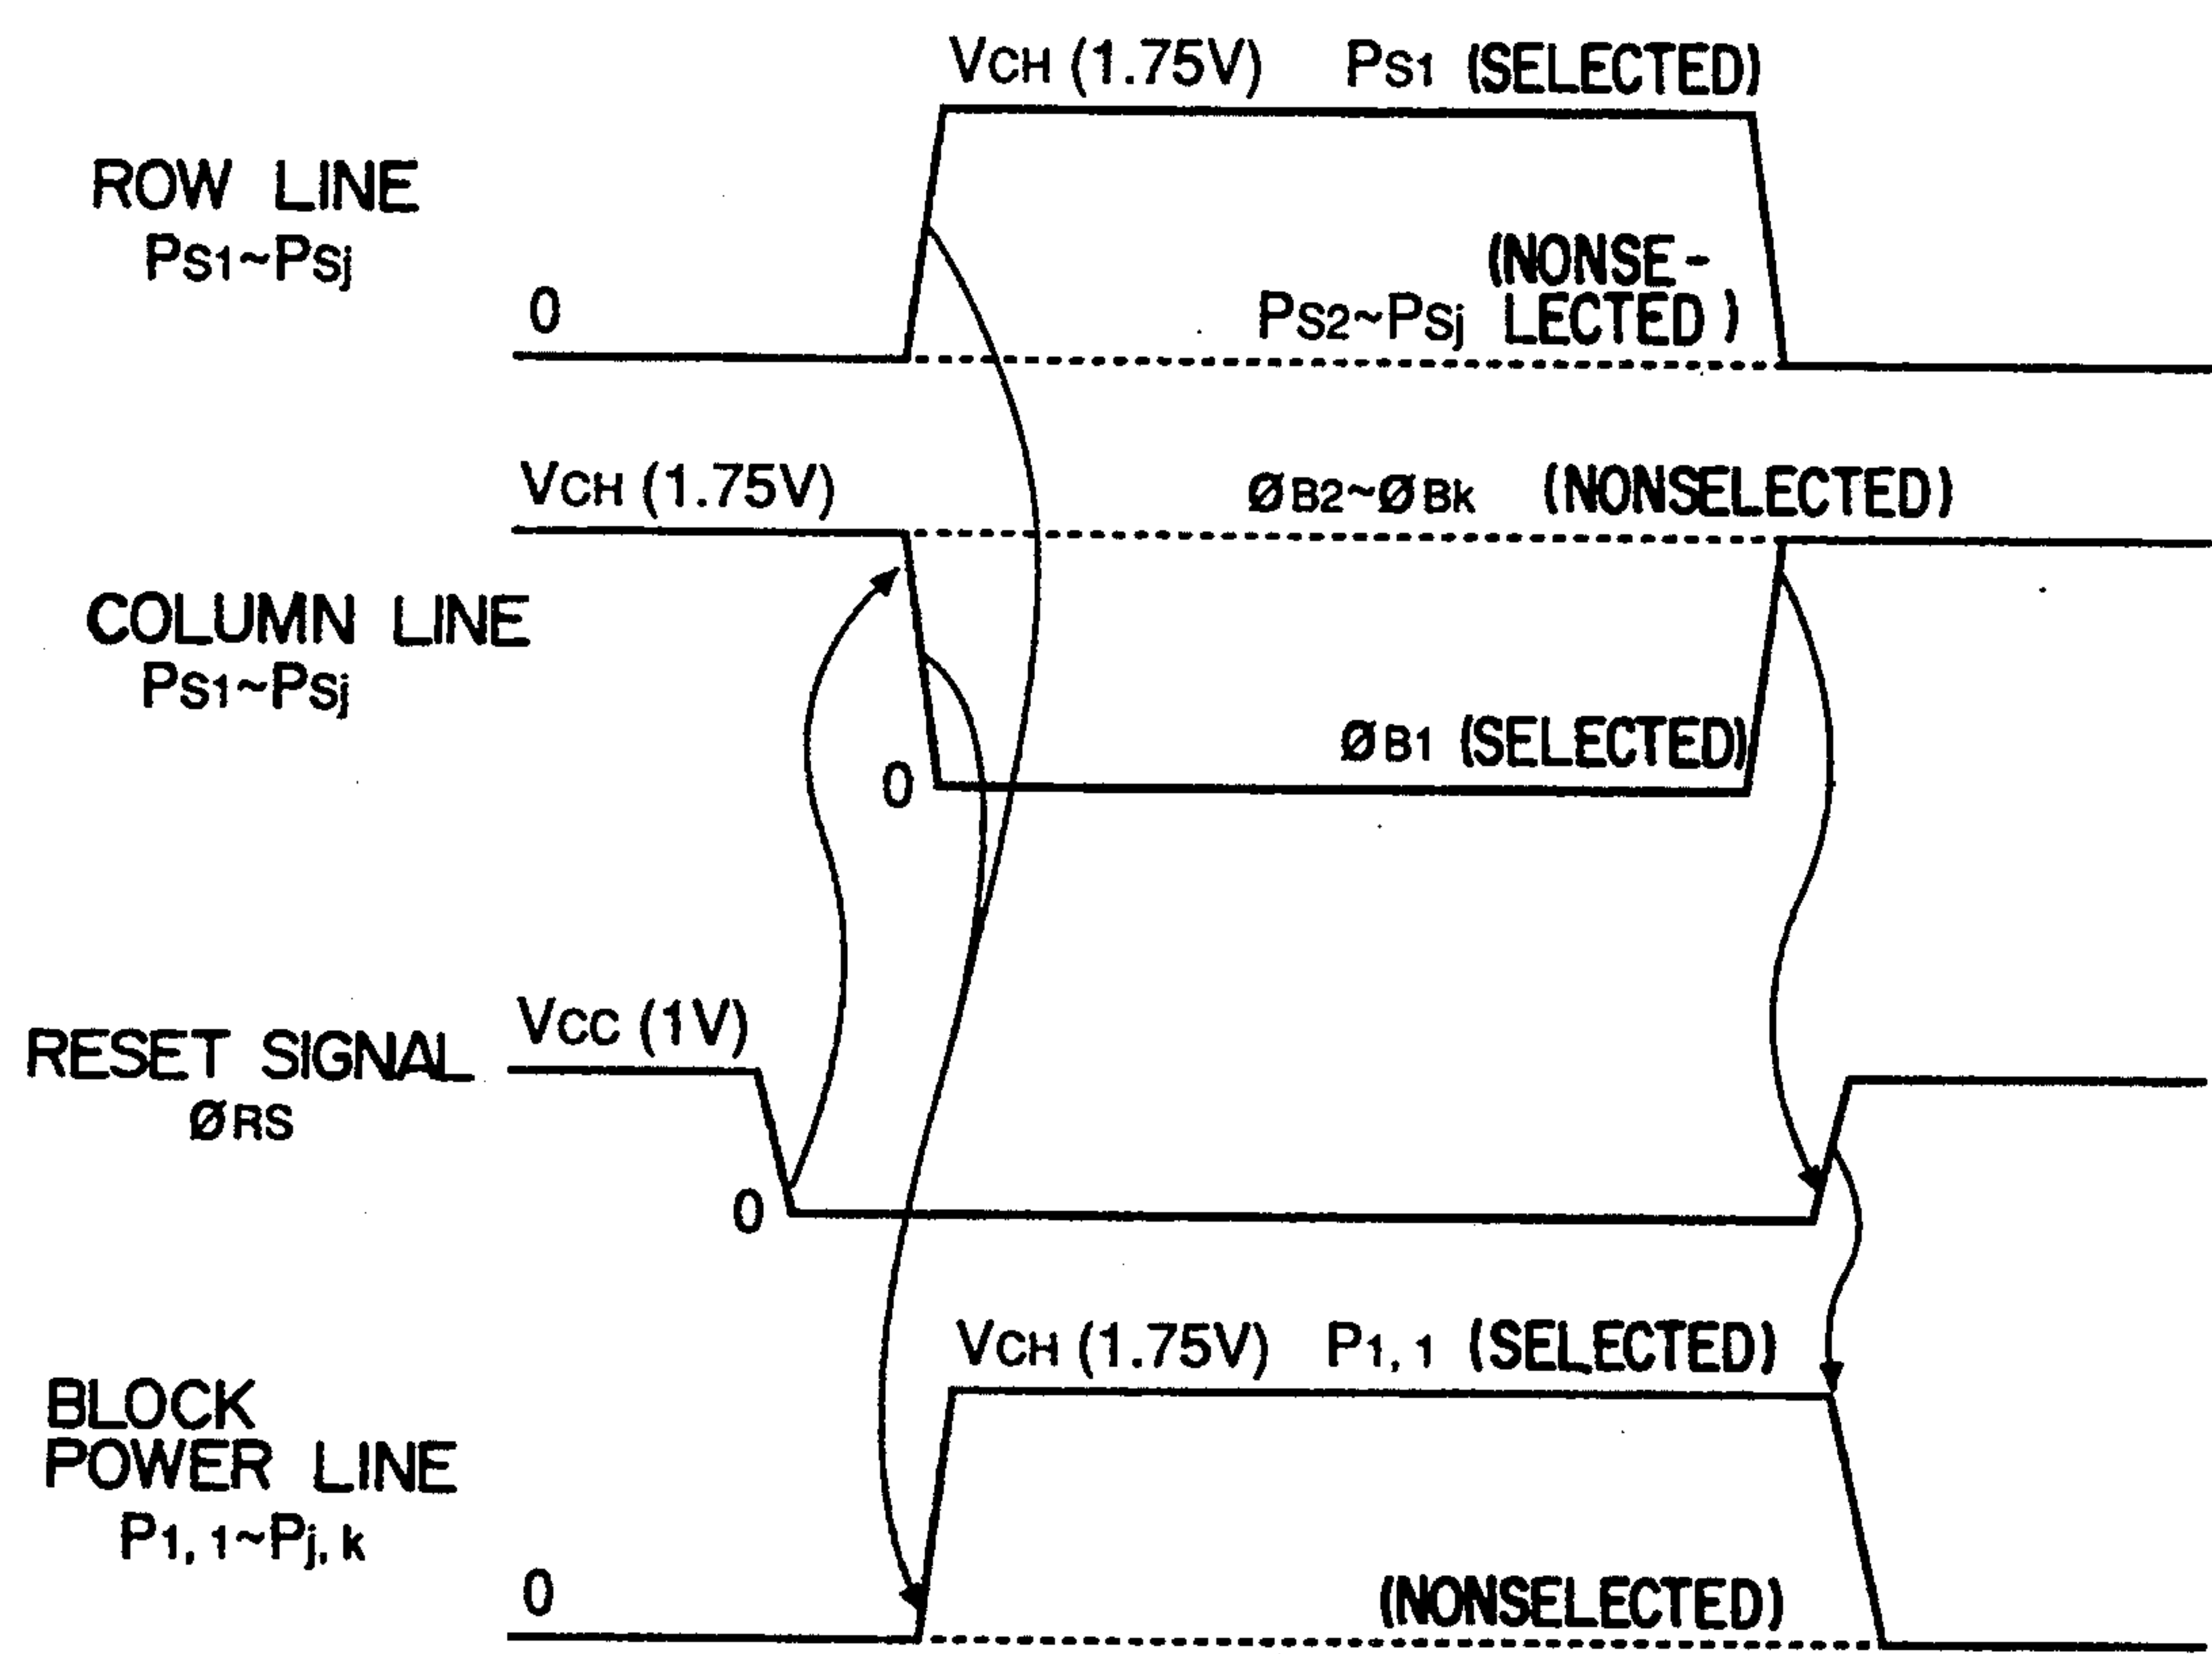 VCH (1.75V) PS1 (SELECTED)
ROW LINE
PS1~PSj
0
(NONSE-
PS2~PSj LECTED)
VCH (1.75V)
ØB2~ØBk (NONSELECTED)
COLUMN LINE
PS1~PSj
ØB1 (SELECTED)
0
VCC (1V)
RESET SIGNAL
ØRS
0
VCH (1.75V) P1,1 (SELECTED)
BLOCK
POWER LINE
P1,1~Pj,k
0
(NONSELECTED)